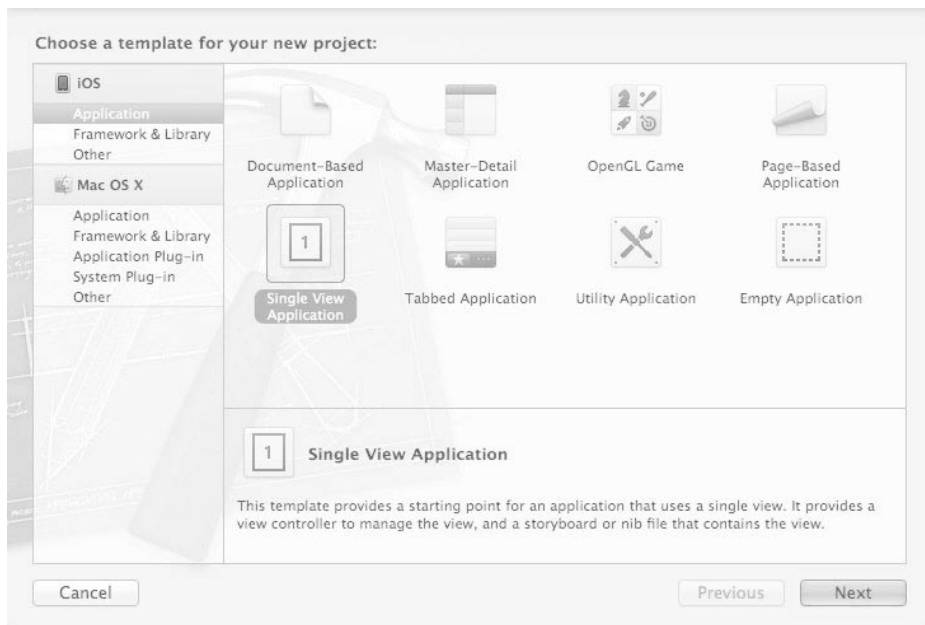 Choose a template for your new project:
iOS
Application
Framework & Library
Other
Mac OS X
Application
Framework & Library
Application Plug-in
System Plug-in
Other
Document-Based
Application
Master-Detail
Application
OpenGL Game
Page-Based
Application
1
Single View
Application
Tabbed Application
Utility Application
Empty Application
1
Single View Application
This template provides a starting point for an application that uses a single view. It provides a
view controller to manage the view, and a storyboard or nib file that contains the view.
Cancel
Previous
Next